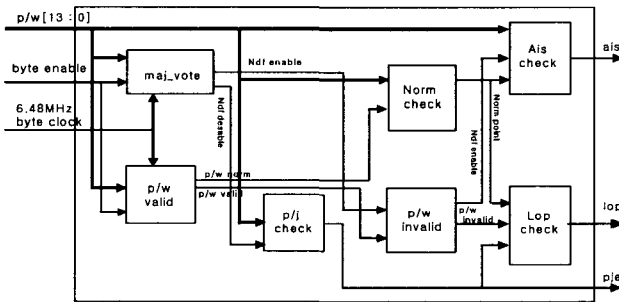 p/w[13 : 0]
byte enable
6.48MHz
byte clock
maj_vote
Ndf enable
Ndf desable
p/w
valid
p/w norm
p/w valid
p/j
check
Norm
check
p/w
invalid
Ndf enable
Norm point
p/w
invalid
Ais
check
Lop
check
ais
lop
pje